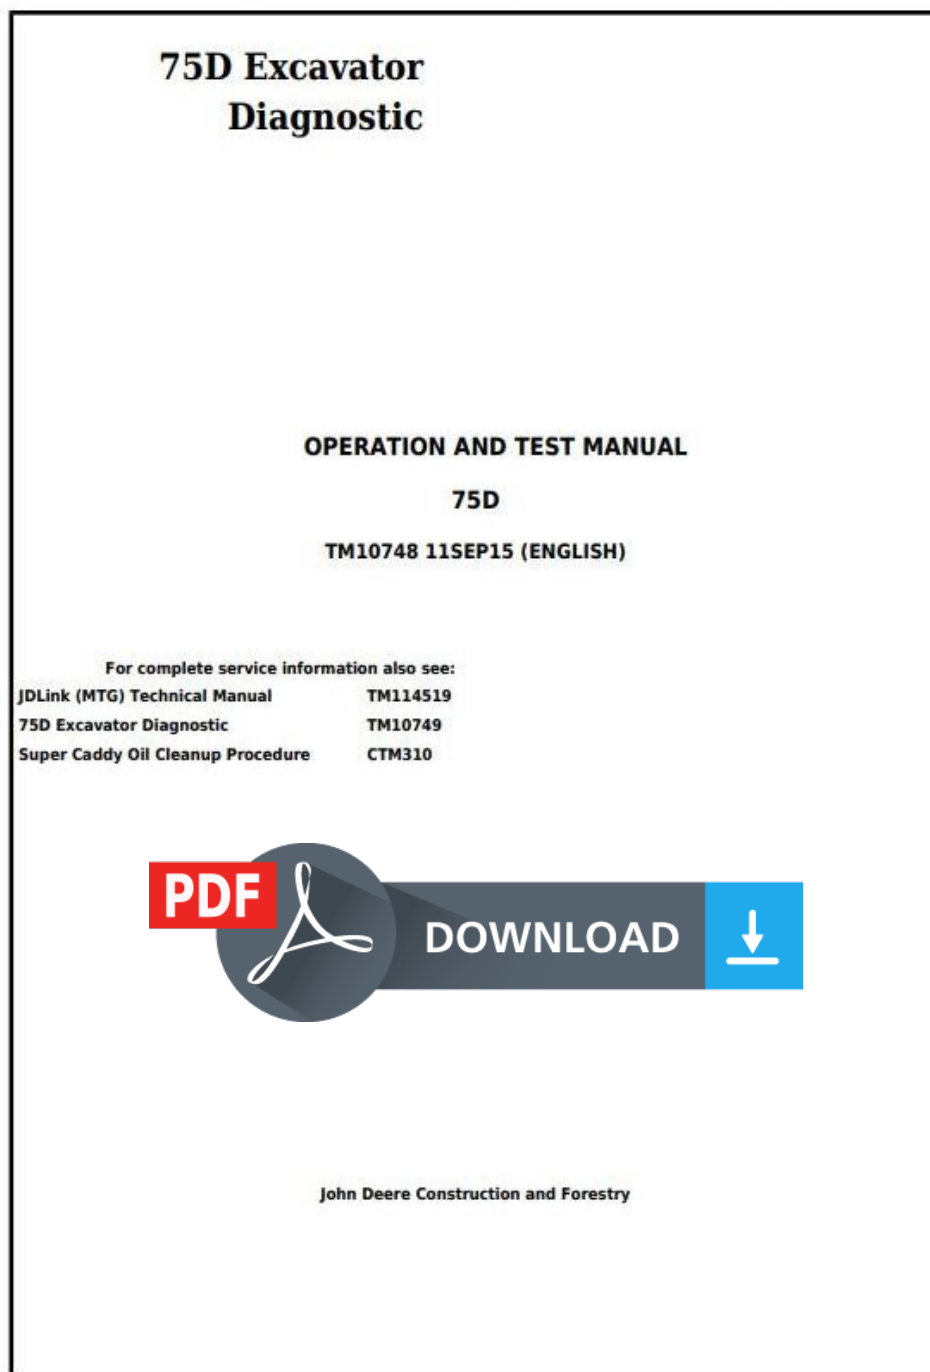 75D Excavator
Diagnostic
OPERATION AND TEST MANUAL
75D
TM10748 11SEP15 (ENGLISH)
For complete service information also see:
JDLink (MTG) Technical Manual TM114519
75D Excavator Diagnostic TM10749
Super Caddy Oil Cleanup Procedure CTM310
PDF
DOWNLOAD
John Deere Construction and Forestry